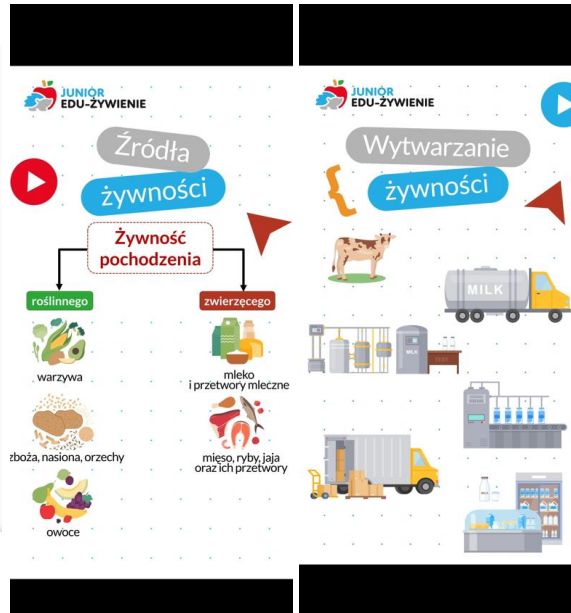 JUNIOR
EDU-ŻYWIENIE
Źródła
żywności
Żywność
pochodzenia
roślinnego
zwierzęcego
warzywa
mleko
i przetwory mleczne
zboża, nasiona, orzechy
mięso, ryby, jaja
oraz ich przetwory
owoce
JUNIOR
EDU-ŻYWIENIE
Wytwarzanie
żywności
MILK
MILK